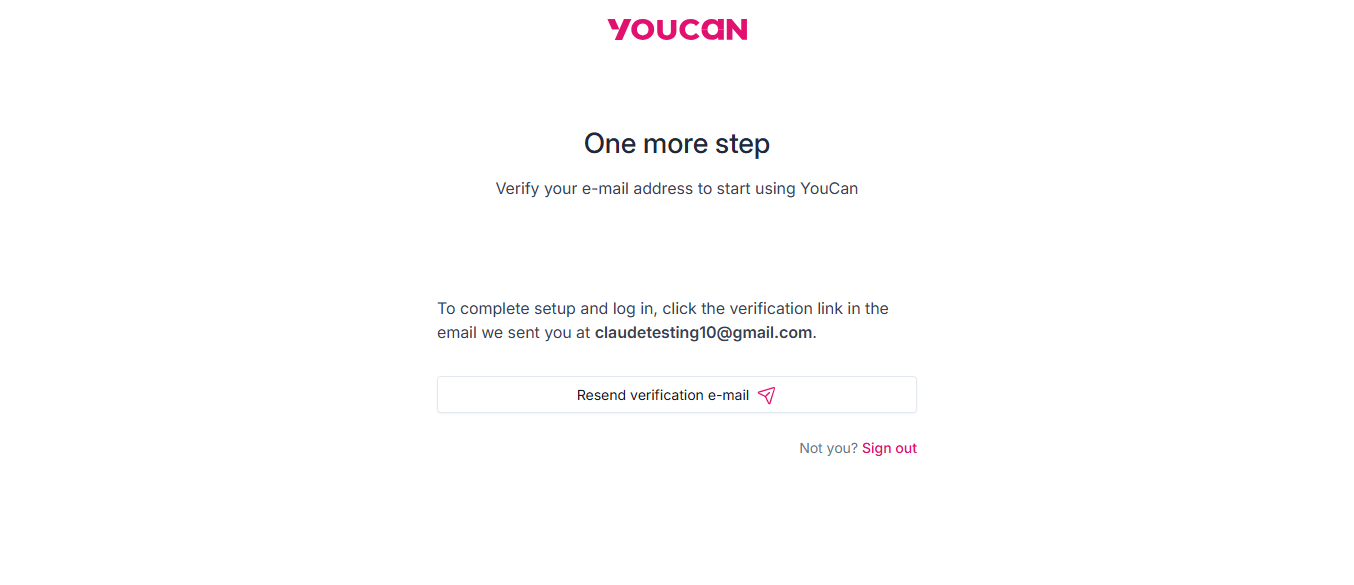 YOUCAN
One more step
Verify your e-mail address to start using YouCan
To complete setup and log in, click the verification link in the
email we sent you at claudetesting10@gmail.com.
Resend verification e-mail
Not you? Sign out